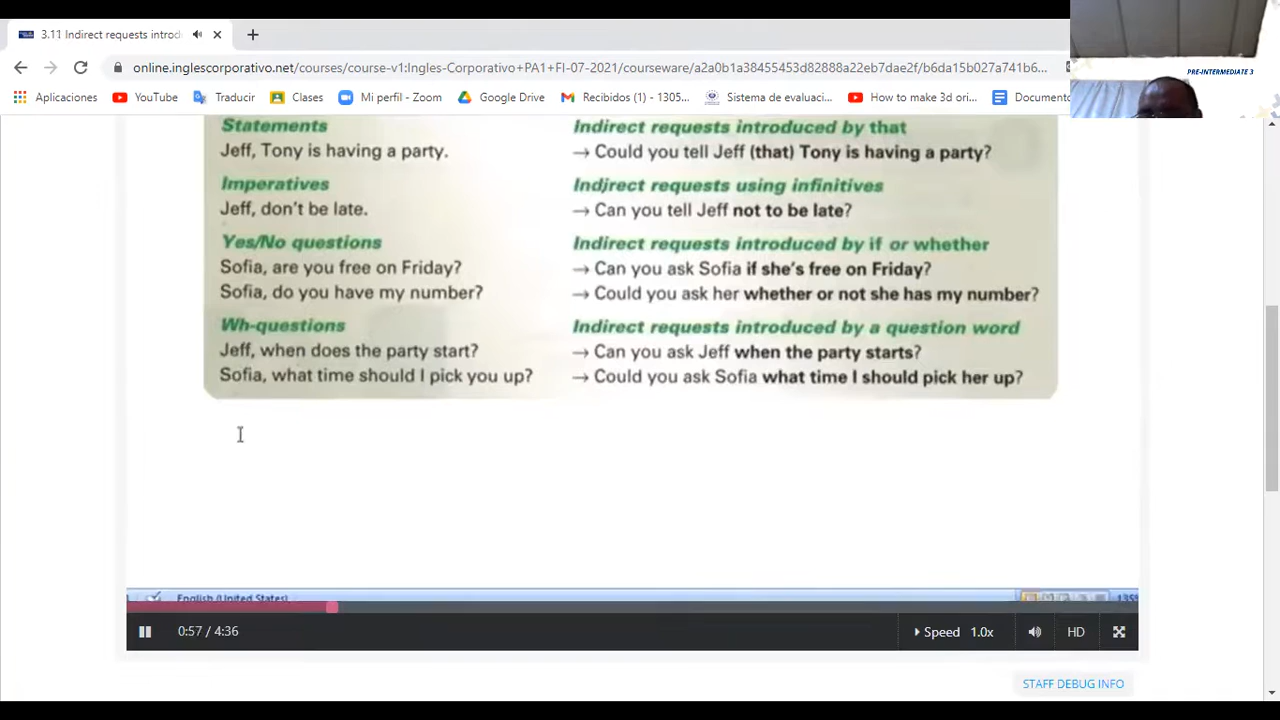 3.11 Indirect requests introd
online.inglescorporativo.net/courses/course-v1:Ingles-Corporativo+PA1+FI-07-2021/courseware/a2a0b1a38455453d82888a22eb7dae2f/b6da15b027a741b6...
PRE-INTERMEDIATE 3
Aplicaciones YouTube Traducir Clases Mi perfil - Zoom Google Drive Recibidos (1) - 1305... Sistema de evaluaci... How to make 3d ori... Documento
Statements Indirect requests introduced by that
Jeff, Tony is having a party. → Could you tell Jeff (that) Tony is having a party?
Imperatives Indirect requests using infinitives
Jeff, don't be late. → Can you tell Jeff not to be late?
Yes/No questions Indirect requests introduced by if or whether
Sofia, are you free on Friday? → Can you ask Sofia if she's free on Friday?
Sofia, do you have my number? → Could you ask her whether or not she has my number?
Wh-questions Indirect requests introduced by a question word
Jeff, when does the party start? → Can you ask Jeff when the party starts?
Sofia, what time should I pick you up? → Could you ask Sofia what time I should pick her up?
English (United States) 135%
0:57 / 4:36 Speed 1.0x HD
STAFF DEBUG INFO